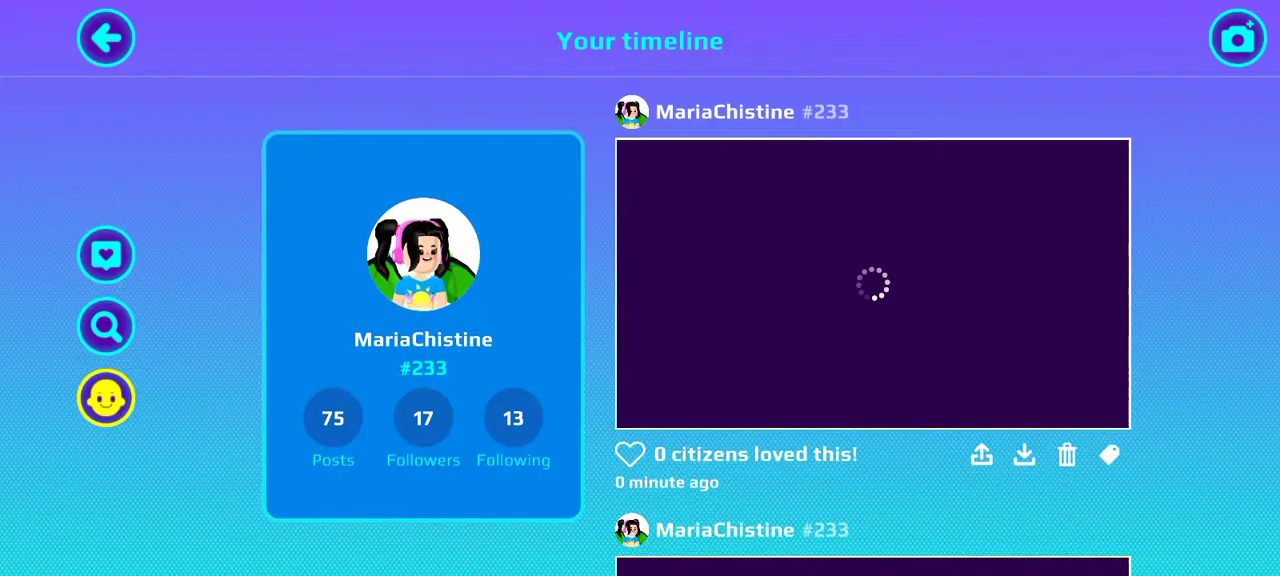 Your timeline
MariaChistine #233
MariaChistine
#233
75 17 13
Posts Followers Following
0 citizens loved this!
0 minute ago
MariaChistine #233